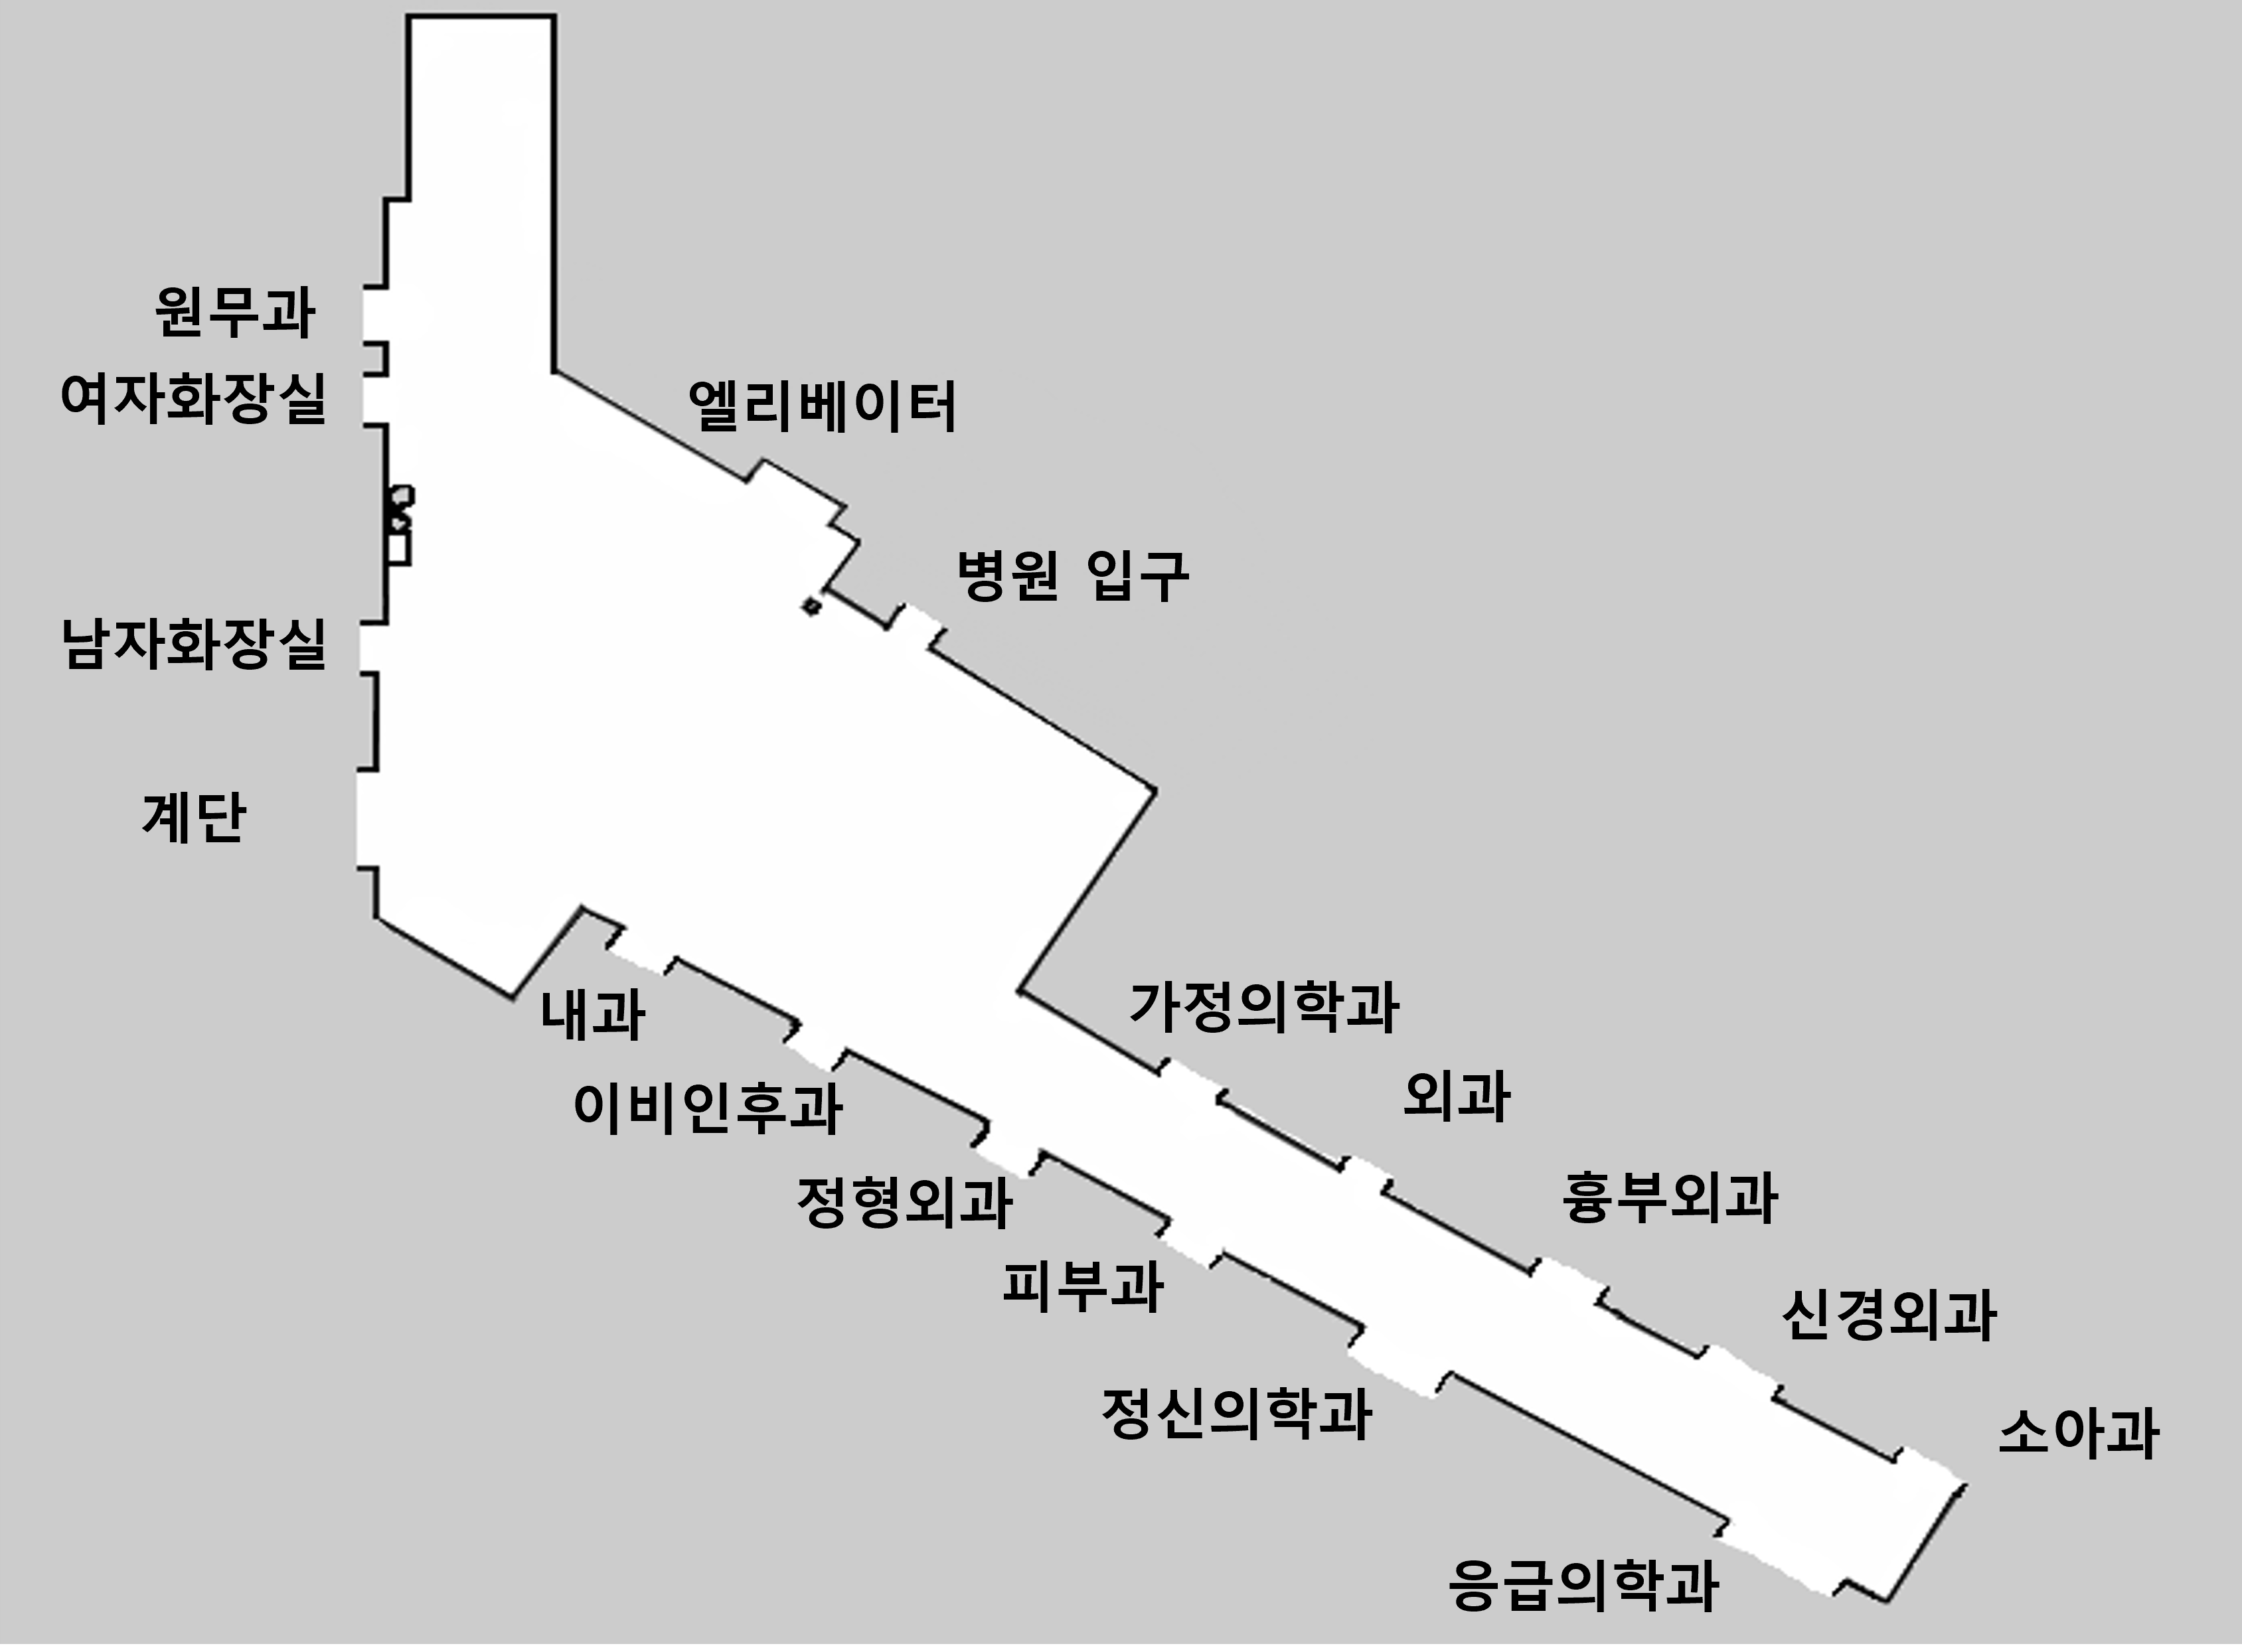 원무과
여자화장실
엘리베이터
병원 입구
남자화장실
계단
내과
가정의학과
이비인후과
외과
정형외과
흉부외과
피부과
신경외과
정신의학과
소아과
응급의학과